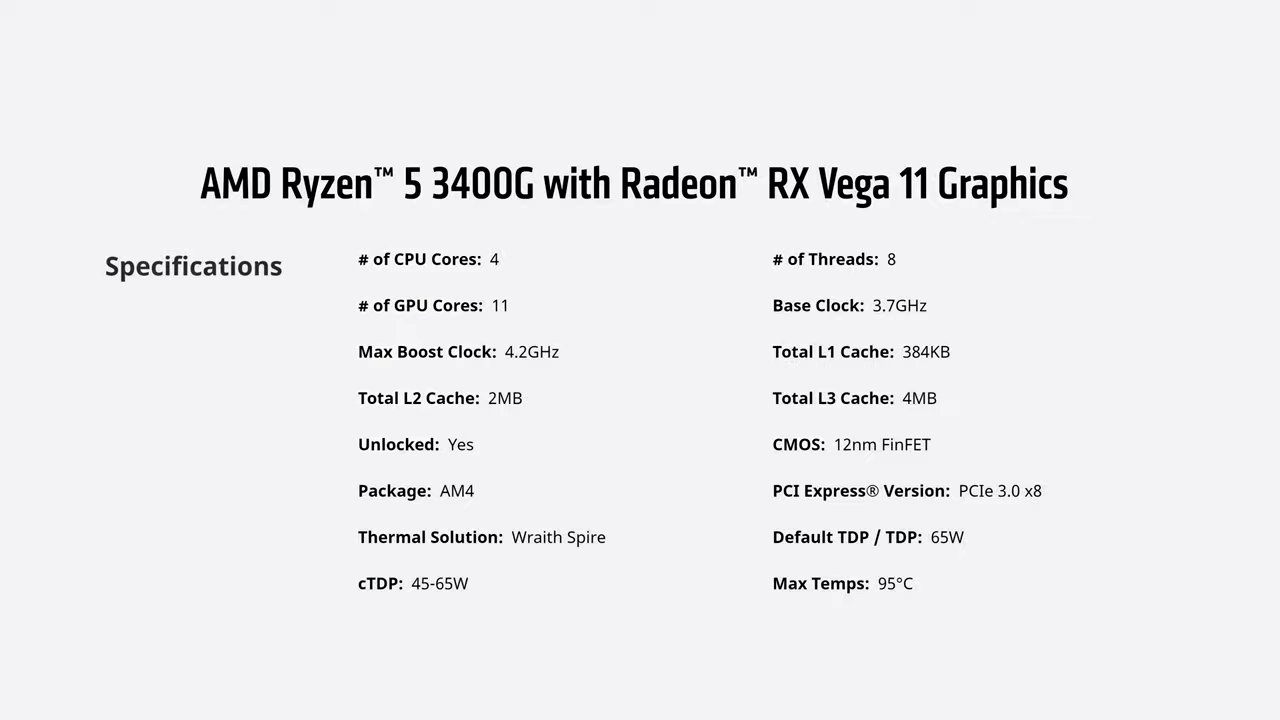 AMD Ryzen™ 5 3400G with Radeon™ RX Vega 11 Graphics
Specifications
# of CPU Cores: 4
# of Threads: 8
# of GPU Cores: 11
Base Clock: 3.7GHz
Max Boost Clock: 4.2GHz
Total L1 Cache: 384KB
Total L2 Cache: 2MB
Total L3 Cache: 4MB
Unlocked: Yes
CMOS: 12nm FinFET
Package: AM4
PCI Express® Version: PCIe 3.0 x8
Thermal Solution: Wraith Spire
Default TDP / TDP: 65W
cTDP: 45-65W
Max Temps: 95°C